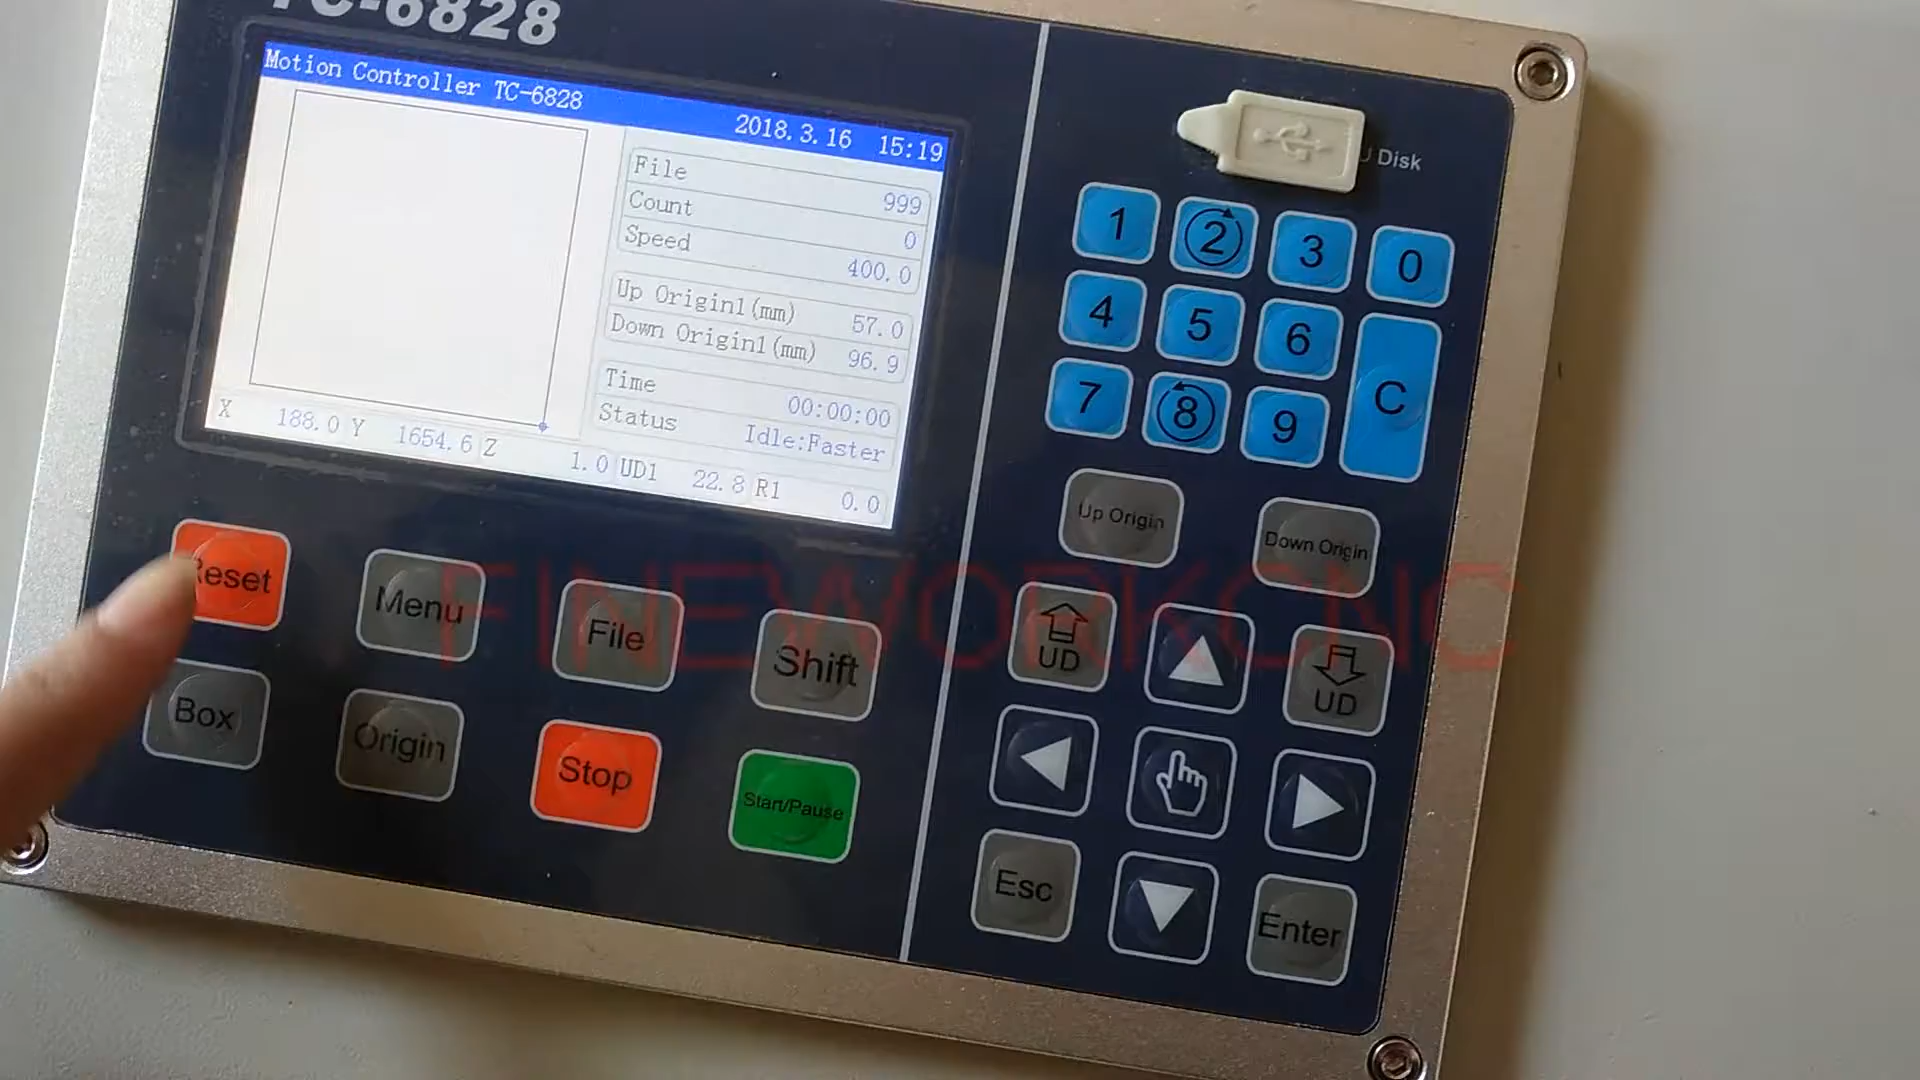 TC-6828
Motion Controller TC-6828
2018.3.16 15:19
File 999
Count 0
Speed 400.0
Up Origin1(mm) 57.0
Down Origin1(mm) 96.9
Time 00:00:00
Status Idle:Faster
X 188.0 Y 1654.6 Z 1.0 UD1 22.8 R1 0.0
U Disk
1 2 3 0
4 5 6
7 8 9 C
Up Origin Down Origin
Reset Menu File Shift
UD UD
Box Origin Stop Start/Pause
Esc Enter
FINEWORKCNC